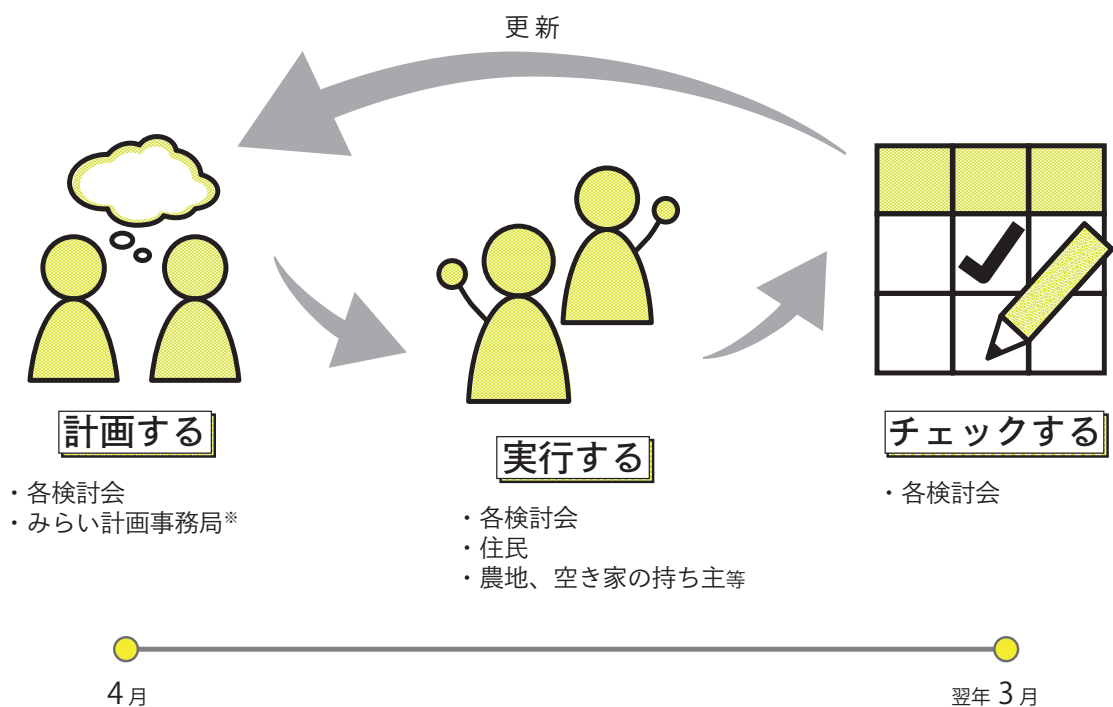 更新
計画する
・各検討会
・みらい計画事務局※
実行する
・各検討会
・住民
・農地、空き家の持ち主等
チェックする
・各検討会
4月
翌年 3月